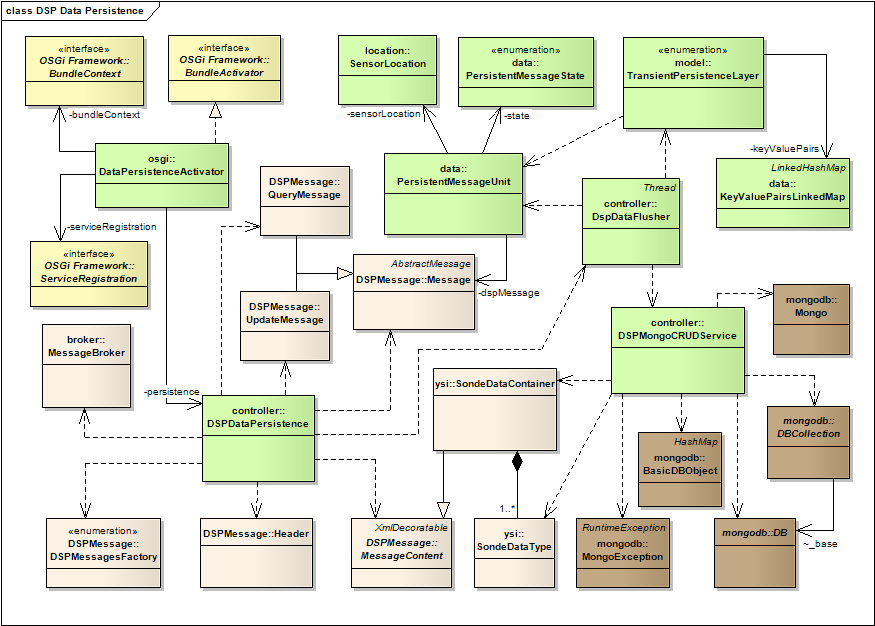 class DSP Data Persistence
«interface»
OSGi Framework::
BundleContext
«interface»
OSGi Framework::
BundleActivator
location::
SensorLocation
«enumeration»
data::
PersistentMessageState
«enumeration»
model::
TransientPersistenceLayer
-bundleContext
-sensorLocation
-state
-keyValuePairs
osgi::
DataPersistenceActivator
DSPMessage::
QueryMessage
data::
PersistentMessageUnit
Thread
controller::
DspDataFlusher
LinkedHashMap
data::
KeyValuePairsLinkedMap
-serviceRegistration
«interface»
OSGi Framework::
ServiceRegistration
AbstractMessage
DSPMessage::Message
-dspMessage
DSPMessage::
UpdateMessage
mongodb::
Mongo
broker::
MessageBroker
controller::
DSPMongoCRUDService
-persistence
controller::
DSPDataPersistence
ysi::SondeDataContainer
HashMap
mongodb::
BasicDBObject
mongodb::
DBCollection
1..*
«enumeration»
DSPMessage::
DSPMessagesFactory
DSPMessage::Header
XmlDecoratable
DSPMessage::
MessageContent
ysi::
SondeDataType
RuntimeException
mongodb::
MongoException
mongodb::DB
~_base